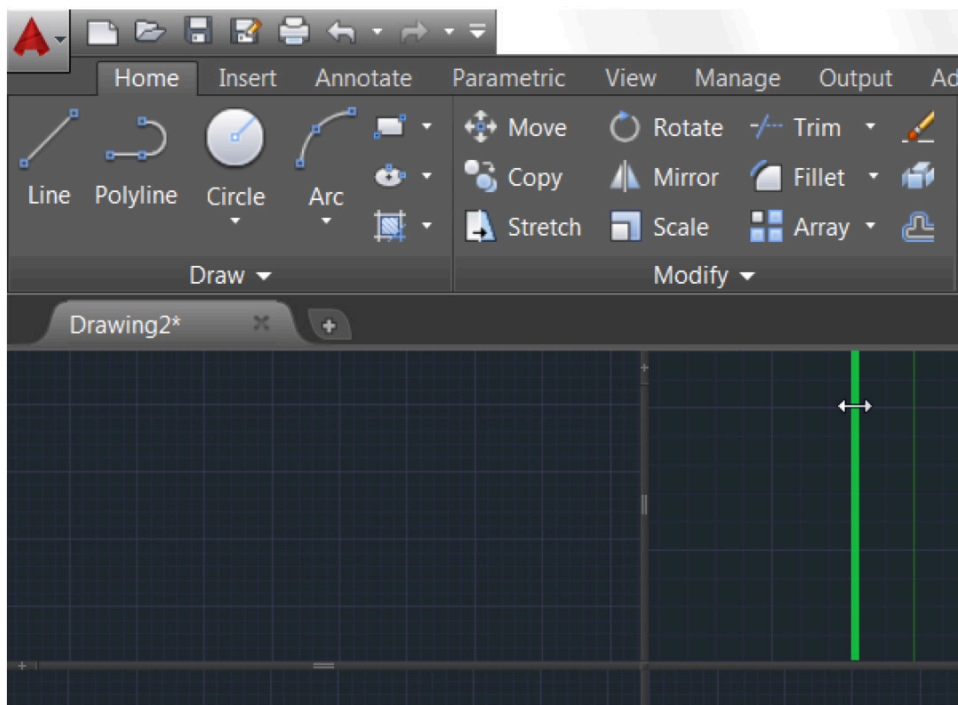 Home Insert Annotate Parametric View Manage Output Ad
Line Polyline Circle Arc
Move Rotate Trim
Copy Mirror Fillet
Stretch Scale Array
Draw Modify
Drawing2*